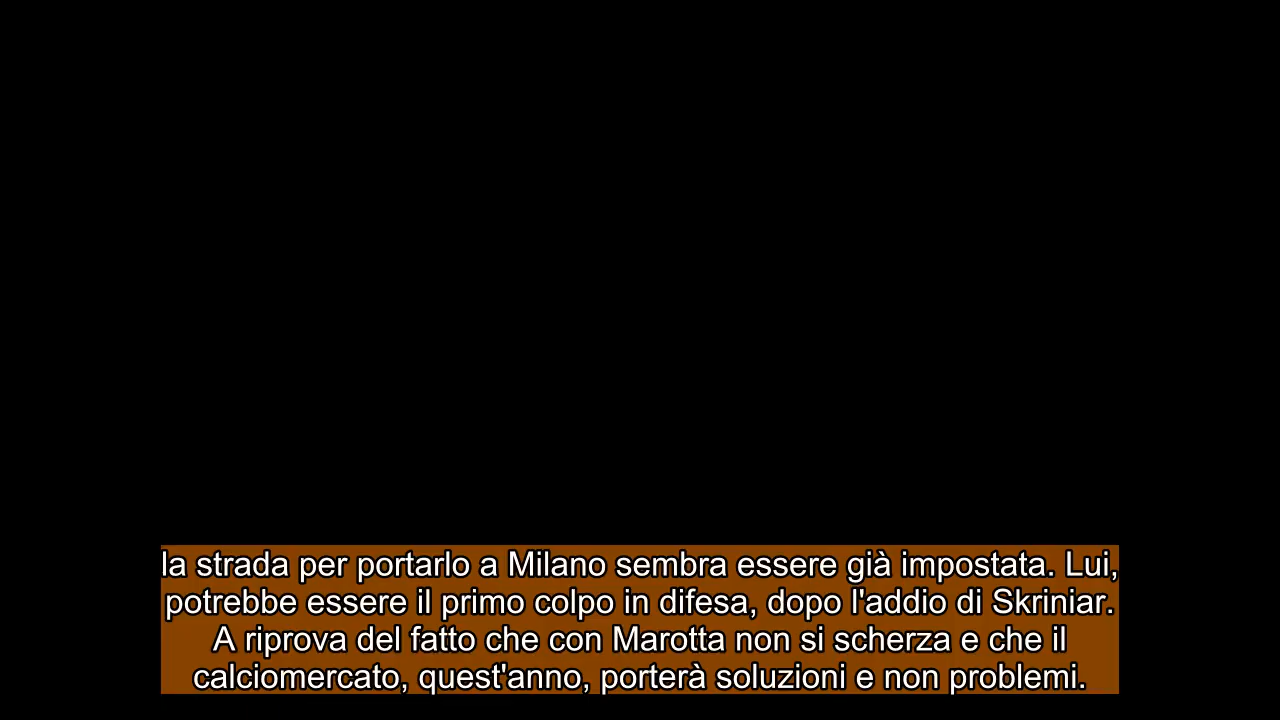 la strada per portarlo a Milano sembra essere già impostata. Lui,
potrebbe essere il primo colpo in difesa, dopo l'addio di Skriniar.
A riprova del fatto che con Marotta non si scherza e che il
calciomercato, quest'anno, porterà soluzioni e non problemi.